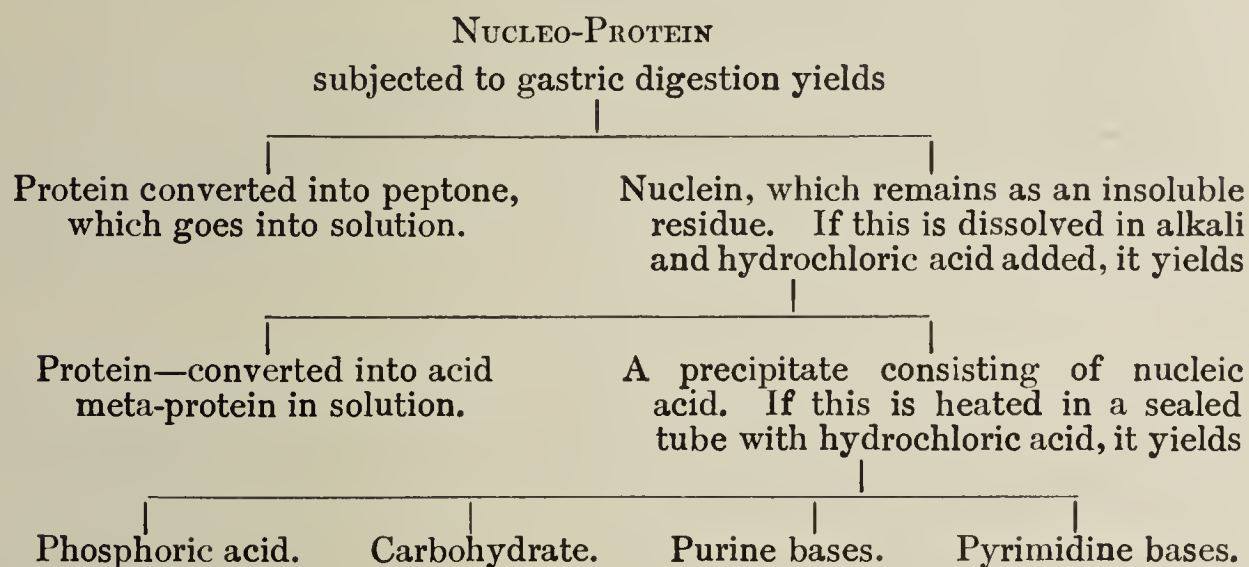 NUCLEO-PROTEIN
subjected to gastric digestion yields
Protein converted into peptone,
which goes into solution.
Nuclein, which remains as an insoluble
residue. If this is dissolved in alkali
and hydrochloric acid added, it yields
Protein—converted into acid
meta-protein in solution.
A precipitate consisting of nucleic
acid. If this is heated in a sealed
tube with hydrochloric acid, it yields
Phosphoric acid. Carbohydrate. Purine bases. Pyrimidine bases.